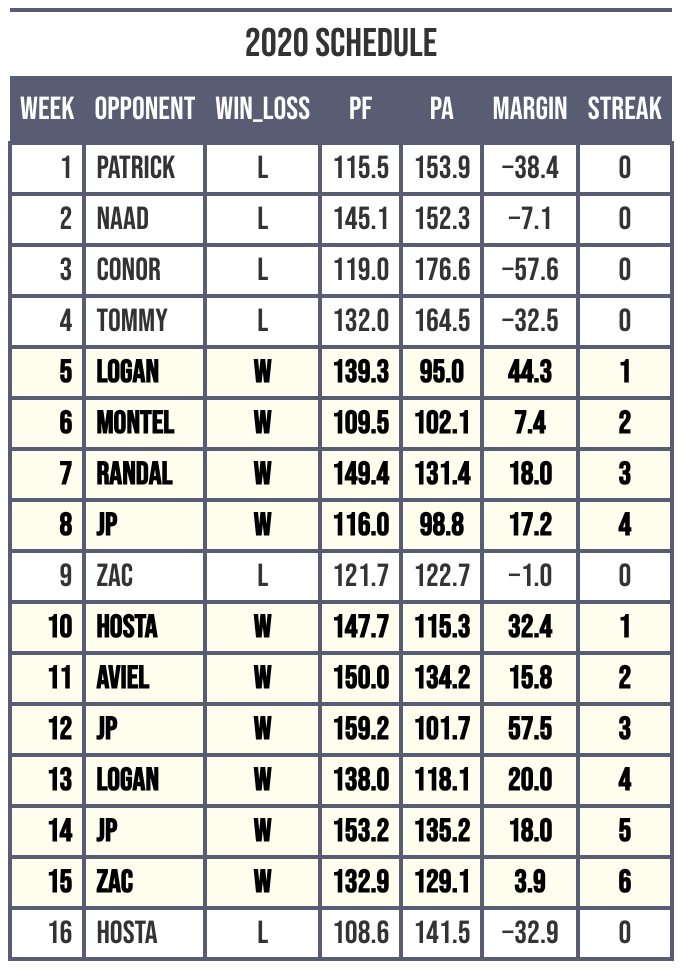 2020 SCHEDULE
WEEK OPPONENT WIN_LOSS PF PA MARGIN STREAK
1 PATRICK L 115.5 153.9 −38.4 0
2 NAAD L 145.1 152.3 −7.1 0
3 CONOR L 119.0 176.6 −57.6 0
4 TOMMY L 132.0 164.5 −32.5 0
5 LOGAN W 139.3 95.0 44.3 1
6 MONTEL W 109.5 102.1 7.4 2
7 RANDAL W 149.4 131.4 18.0 3
8 JP W 116.0 98.8 17.2 4
9 ZAC L 121.7 122.7 −1.0 0
10 HOSTA W 147.7 115.3 32.4 1
11 AVIEL W 150.0 134.2 15.8 2
12 JP W 159.2 101.7 57.5 3
13 LOGAN W 138.0 118.1 20.0 4
14 JP W 153.2 135.2 18.0 5
15 ZAC W 132.9 129.1 3.9 6
16 HOSTA L 108.6 141.5 −32.9 0